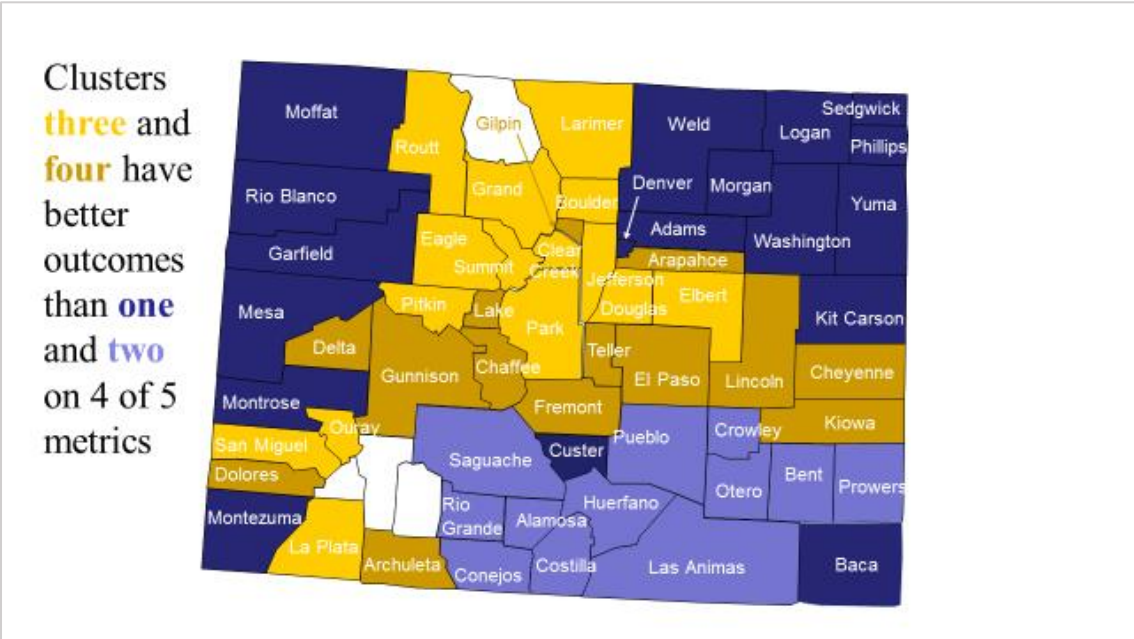 Clusters
three and
four have
better
outcomes
than one
and two
on 4 of 5
metrics
Moffat
Routt
Gilpin
Larimer
Weld
Logan
Sedgwick
Phillips
Rio Blanco
Grand
Boulder
Denver
Morgan
Yuma
Garfield
Eagle
Summit
Clear
Creek
Adams
Arapahoe
Washington
Mesa
Pitkin
Lake
Park
Jefferson
Douglas
Elbert
Kit Carson
Delta
Gunnison
Chaffee
Teller
El Paso
Lincoln
Cheyenne
Montrose
Ouray
Fremont
Kiowa
San Miguel
Saguache
Custer
Pueblo
Crowley
Dolores
Huerfano
Otero
Bent
Prowers
Montezuma
Rio
Grande
Alamosa
La Plata
Archuleta
Conejos
Costilla
Las Animas
Baca